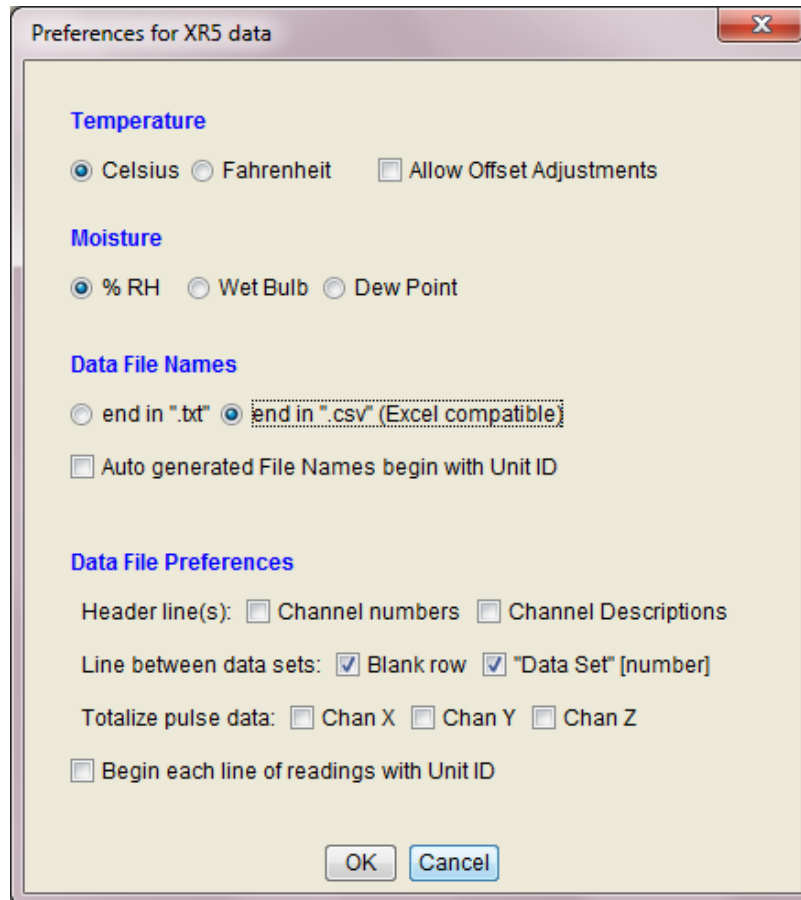 Preferences for XR5 data
Temperature
Celsius Fahrenheit Allow Offset Adjustments
Moisture
% RH Wet Bulb Dew Point
Data File Names
end in ".txt" end in ".csv" (Excel compatible)
Auto generated File Names begin with Unit ID
Data File Preferences
Header line(s): Channel numbers Channel Descriptions
Line between data sets: Blank row "Data Set" [number]
Totalize pulse data: Chan X Chan Y Chan Z
Begin each line of readings with Unit ID
OK Cancel